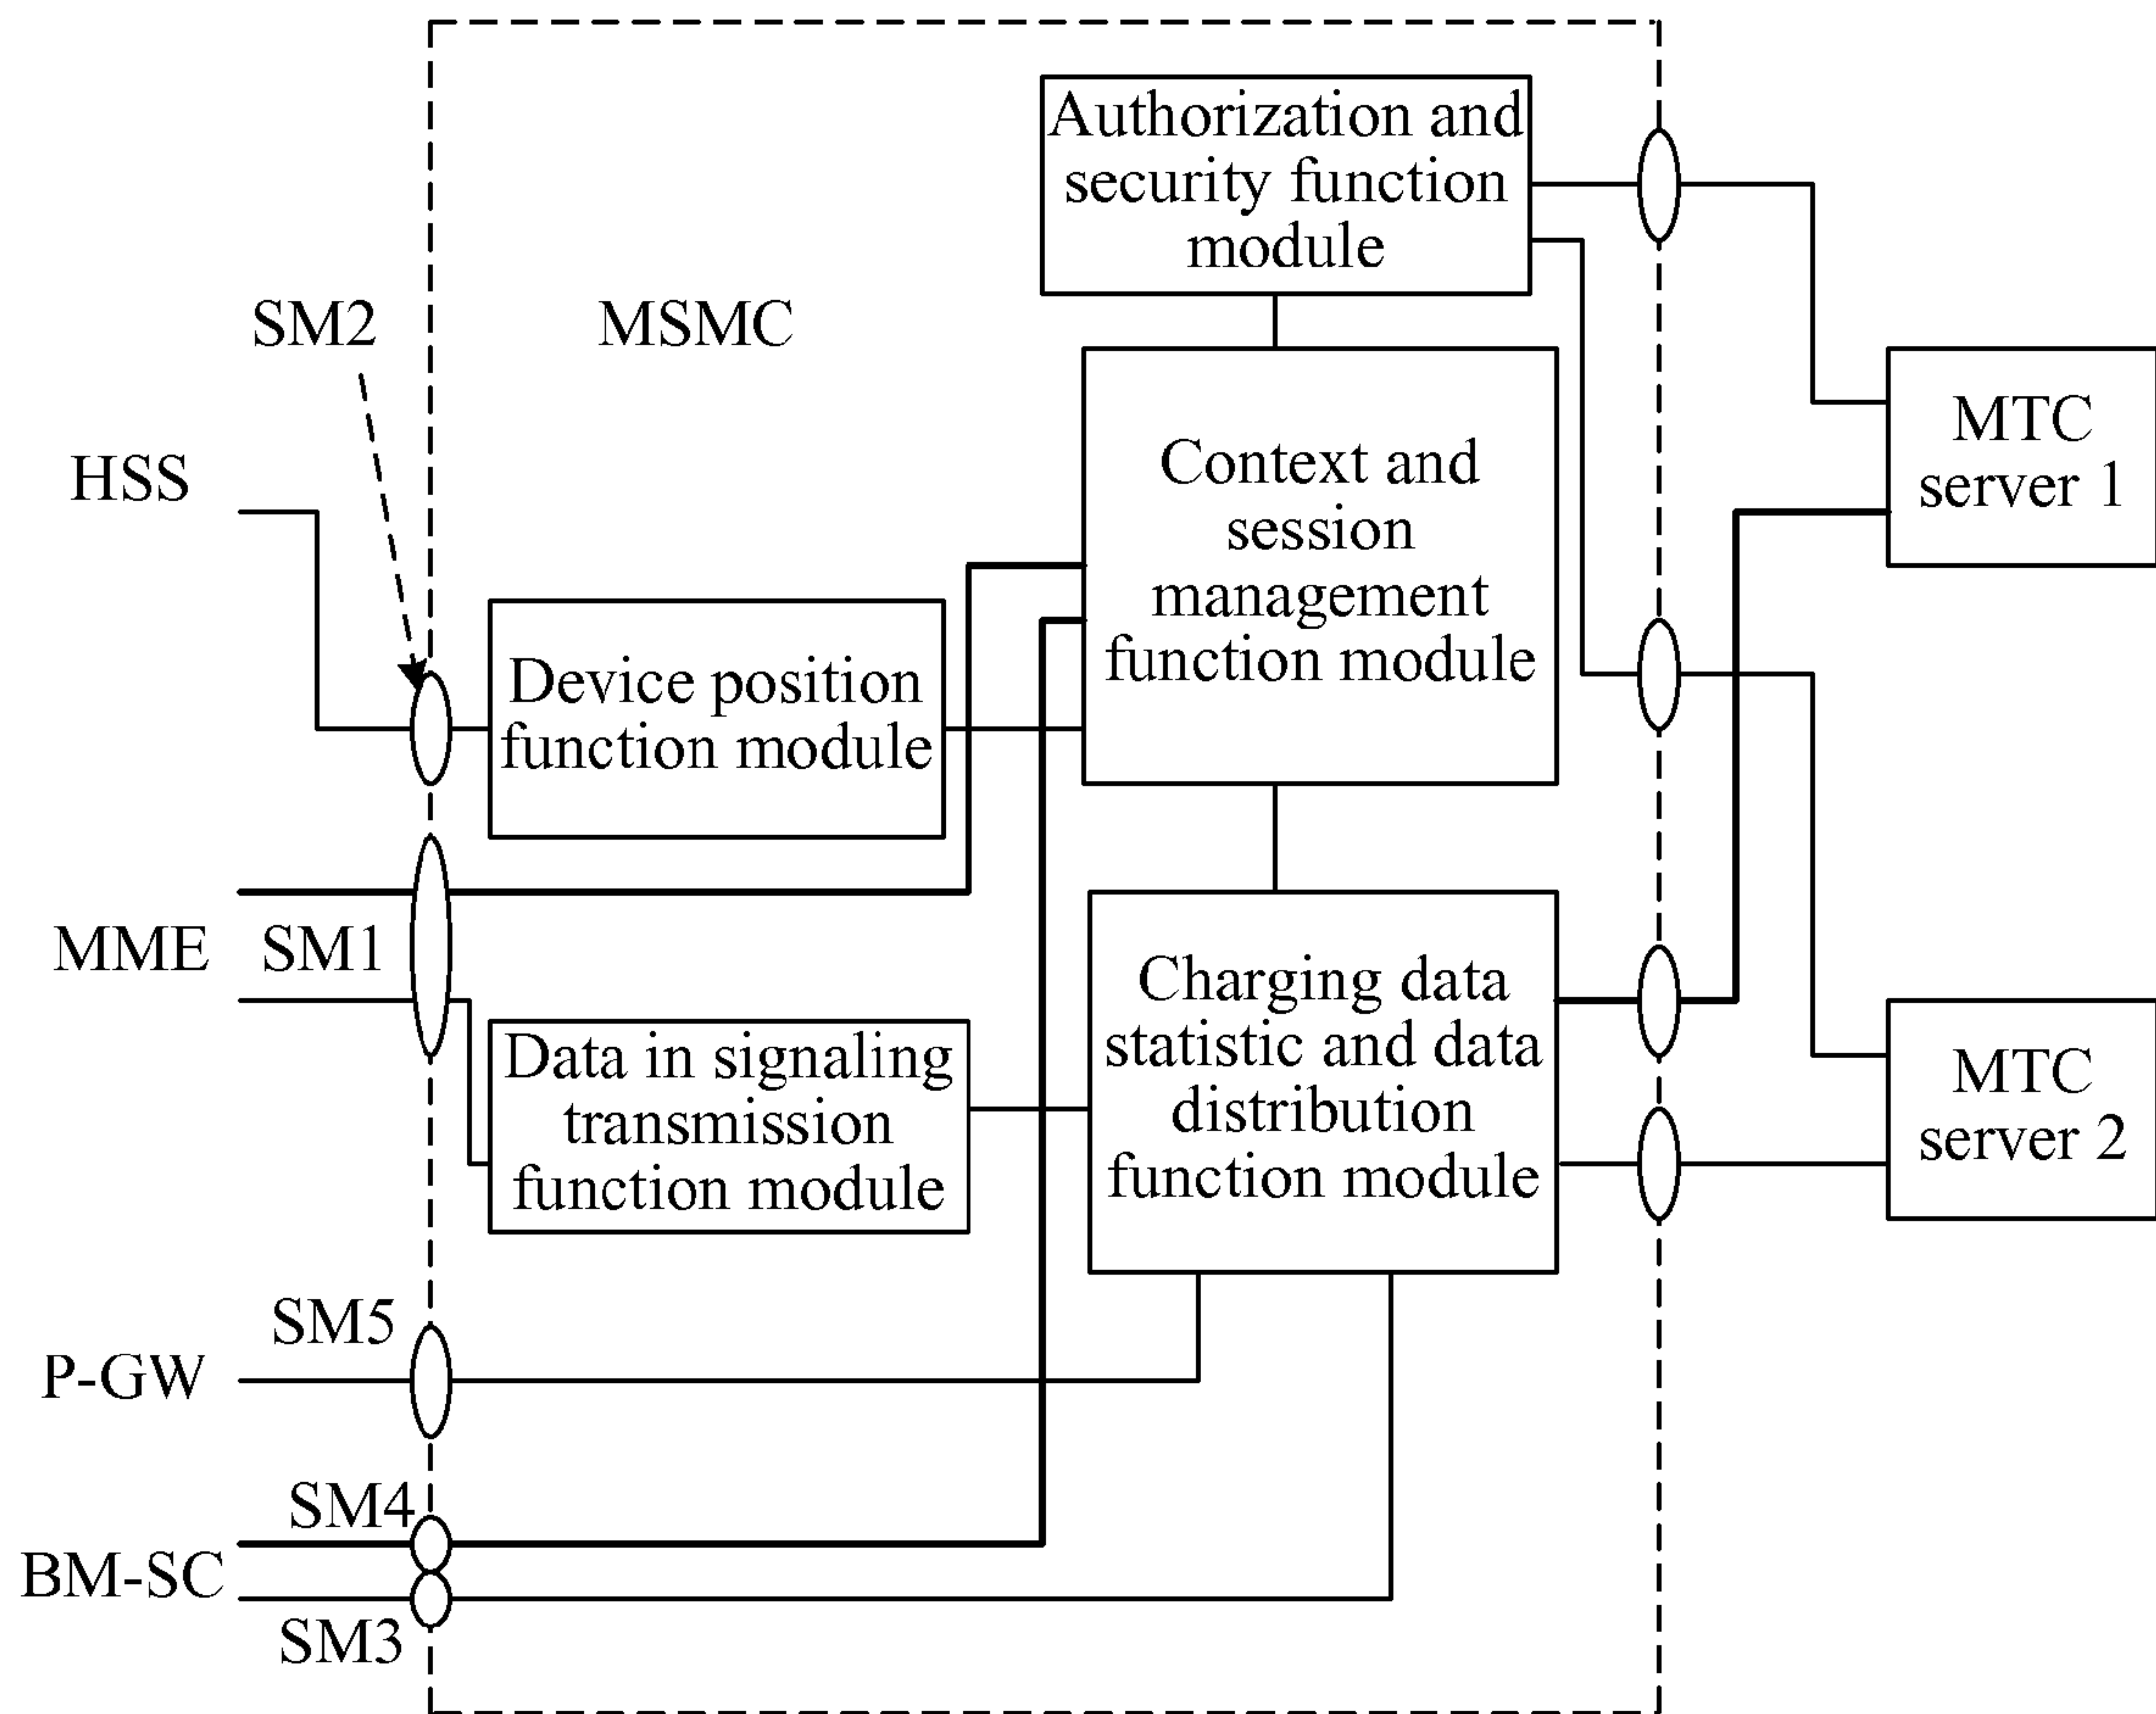 Authorization and
security function
module
SM2
MSMC
HSS
Context and
session
management
function module
MTC
server 1
Device position
function module
MME
SM1
Data in signaling
transmission
function module
Charging data
statistic and data
distribution
function module
MTC
server 2
SM5
P-GW
SM4
BM-SC
SM3